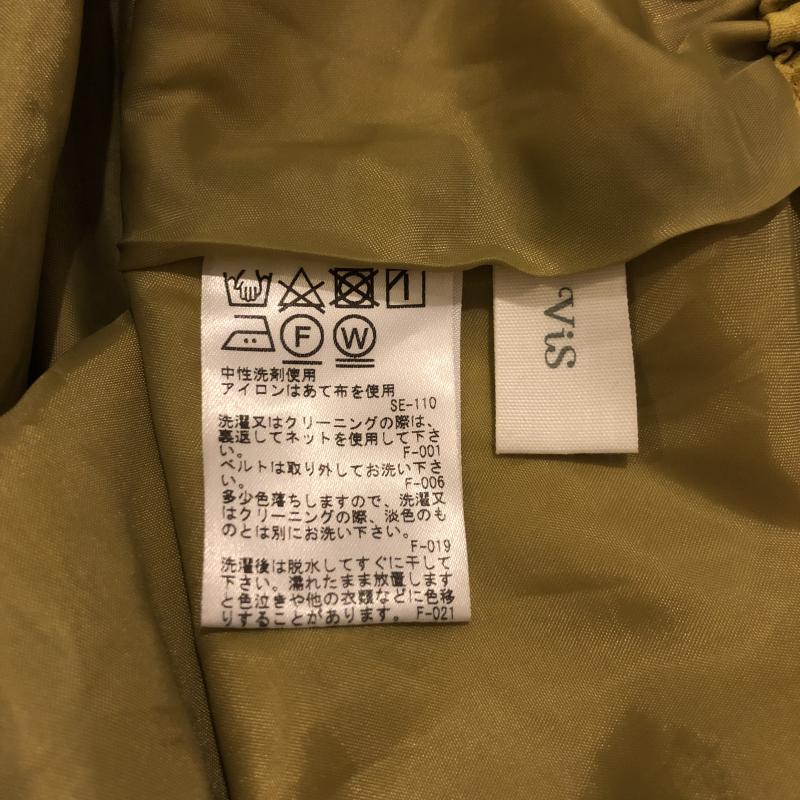 F W
中性洗剤使用
アイロンはあて布を使用
SE-110
洗濯又はクリーニングの際は、
裏返してネットを使用して下さ
い。
F-001
ベルトは取り外してお洗い下さ
い。
F-006
多少色落ちしますので、洗濯又
はクリーニングの際、淡色のも
のとは別にお洗い下さい。
F-019
洗濯後は脱水してすぐに干して
下さい。濡れたまま放置します
と色泣きや他の衣類などに色移
りすることがあります。 F-021
ViS